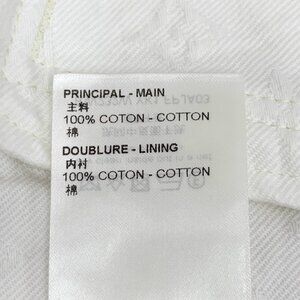 PRINCIPAL - MAIN
主料
100% COTON - COTTON
棉
DOUBLURE - LINING
内衬
100% COTON - COTTON
棉